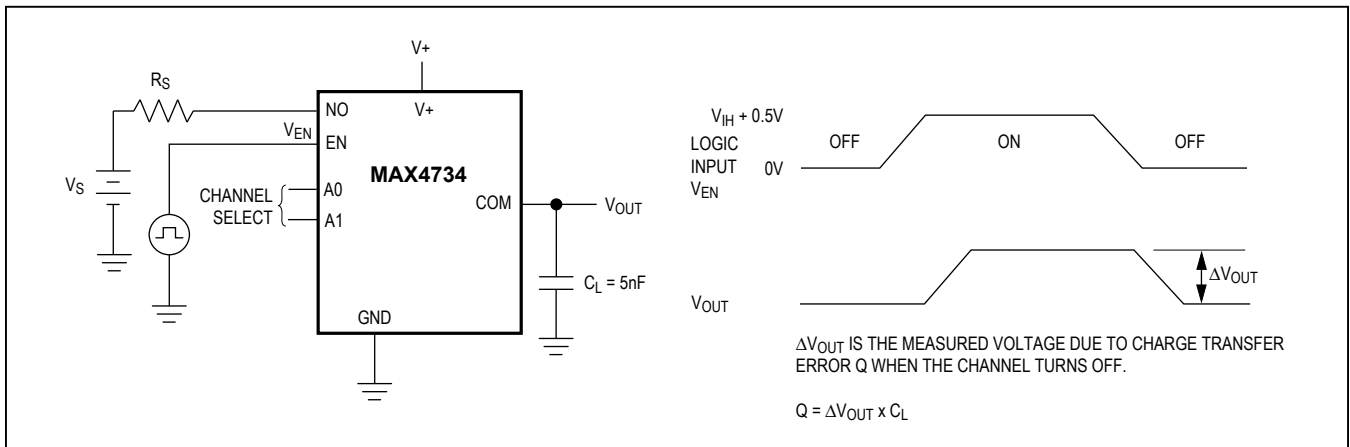 V+
RS
NO
V+
VEN
EN
MAX4734
VS
CHANNEL
SELECT
A0
A1
COM
VOUT
CL = 5nF
GND
VIH + 0.5V
LOGIC
INPUT
0V
VEN
OFF
ON
OFF
VOUT
ΔVOUT
ΔVOUT IS THE MEASURED VOLTAGE DUE TO CHARGE TRANSFER
ERROR Q WHEN THE CHANNEL TURNS OFF.
Q = ΔVOUT x CL